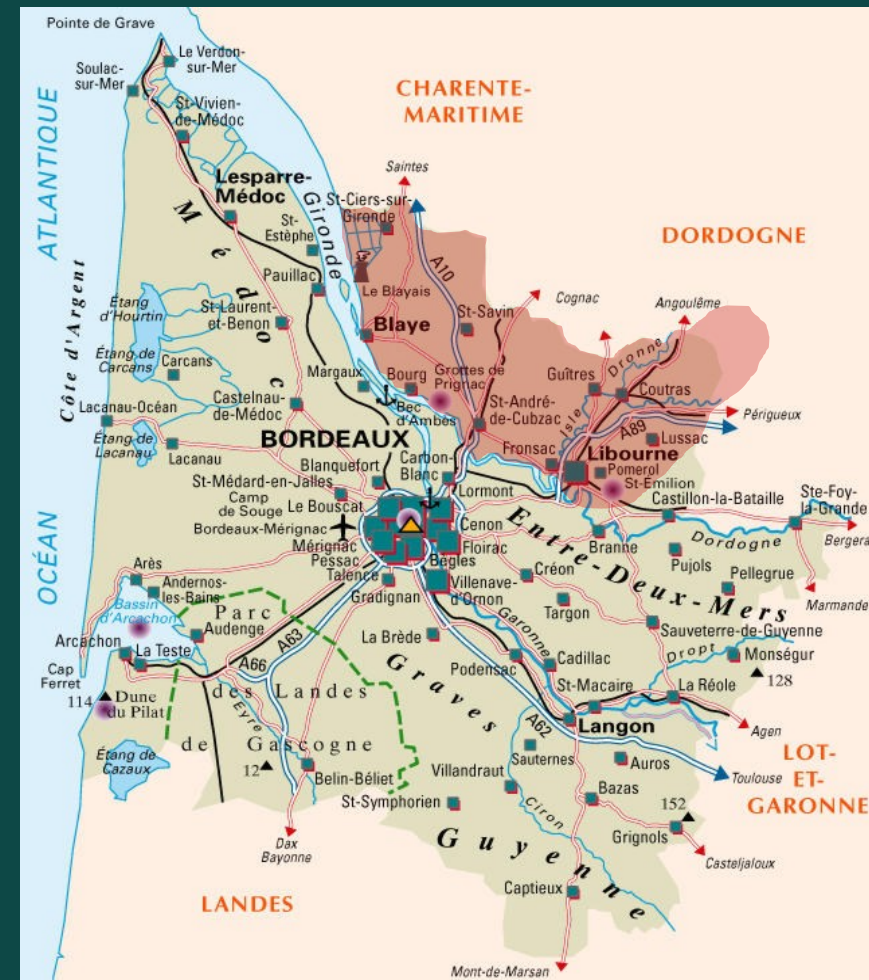 Pointe de Grave
Le Verdon-
sur-Mer
Soulac-
sur-Mer
St-Vivien-
de-Médoc
CHARENTE-
MARITIME
ATLANTIQUE
Lesparre-
Médoc
Saintes
St-Ciers-sur-
Gironde
Gironde
Médoc
St-
Estèphe
DORDOGNE
A10
Pauillac
Le Blayais
Cognac
Angoulême
Côte d'Argent
Étang
d'Hourtin
St-Laurent-
et-Benon
Blaye
St-Savin
Étang de
Carcans
Carcans
Margaux
Bourg
Grottes de
Prignac
Guîtres
Dronne
Coutras
Isle
Lacanau-Océan
Castelnau-
de-Médoc
Bec
d'Ambès
St-André-
de-Cubzac
Périgueux
A89
Étang de
Lacanau
Lacanau
BORDEAUX
Fronsac
Lussac
Libourne
Pomerol
St-Emilion
Blanquefort
Carbon-
Blanc
St-Médard-en-Jalles
Lormont
Castillon-la-Bataille
Ste-Foy-
la-Grande
Camp
de Souge
Le Bouscat
Bordeaux-Mérignac
Cenon
Entre-Deux-Mers
Branne
Dordogne
Bergera
OCÉAN
Mérignac
Floirac
Pessac
Bègles
Talence
Villenave-
d'Ornon
Gradignan
Créon
Pujols
Pellegrue
Arès
Andernos-
les-Bains
Targon
Marmande
Bassin
d'Arcachon
Parc
Audenge
A63
La Brède
Garonne
Sauveterre-de-Guyenne
Arcachon
La Teste
A66
Podensac
Cadillac
Dropt
Monségur
Cap
Ferret
114
Dune
du Pilat
des Landes
Eyre
Graves
St-Macaire
La Réole
128
de Gascogne
A62
Langon
Agen
Étang de
Cazaux
12
Belin-Béliet
Sauternes
Auros
LOT-
ET-
GARONNE
Toulouse
Villandraut
St-Symphorien
Ciron
Bazas
152
Grignols
Dax
Bayonne
Guyenne
Casteljaloux
LANDES
Captieux
Mont-de-Marsan